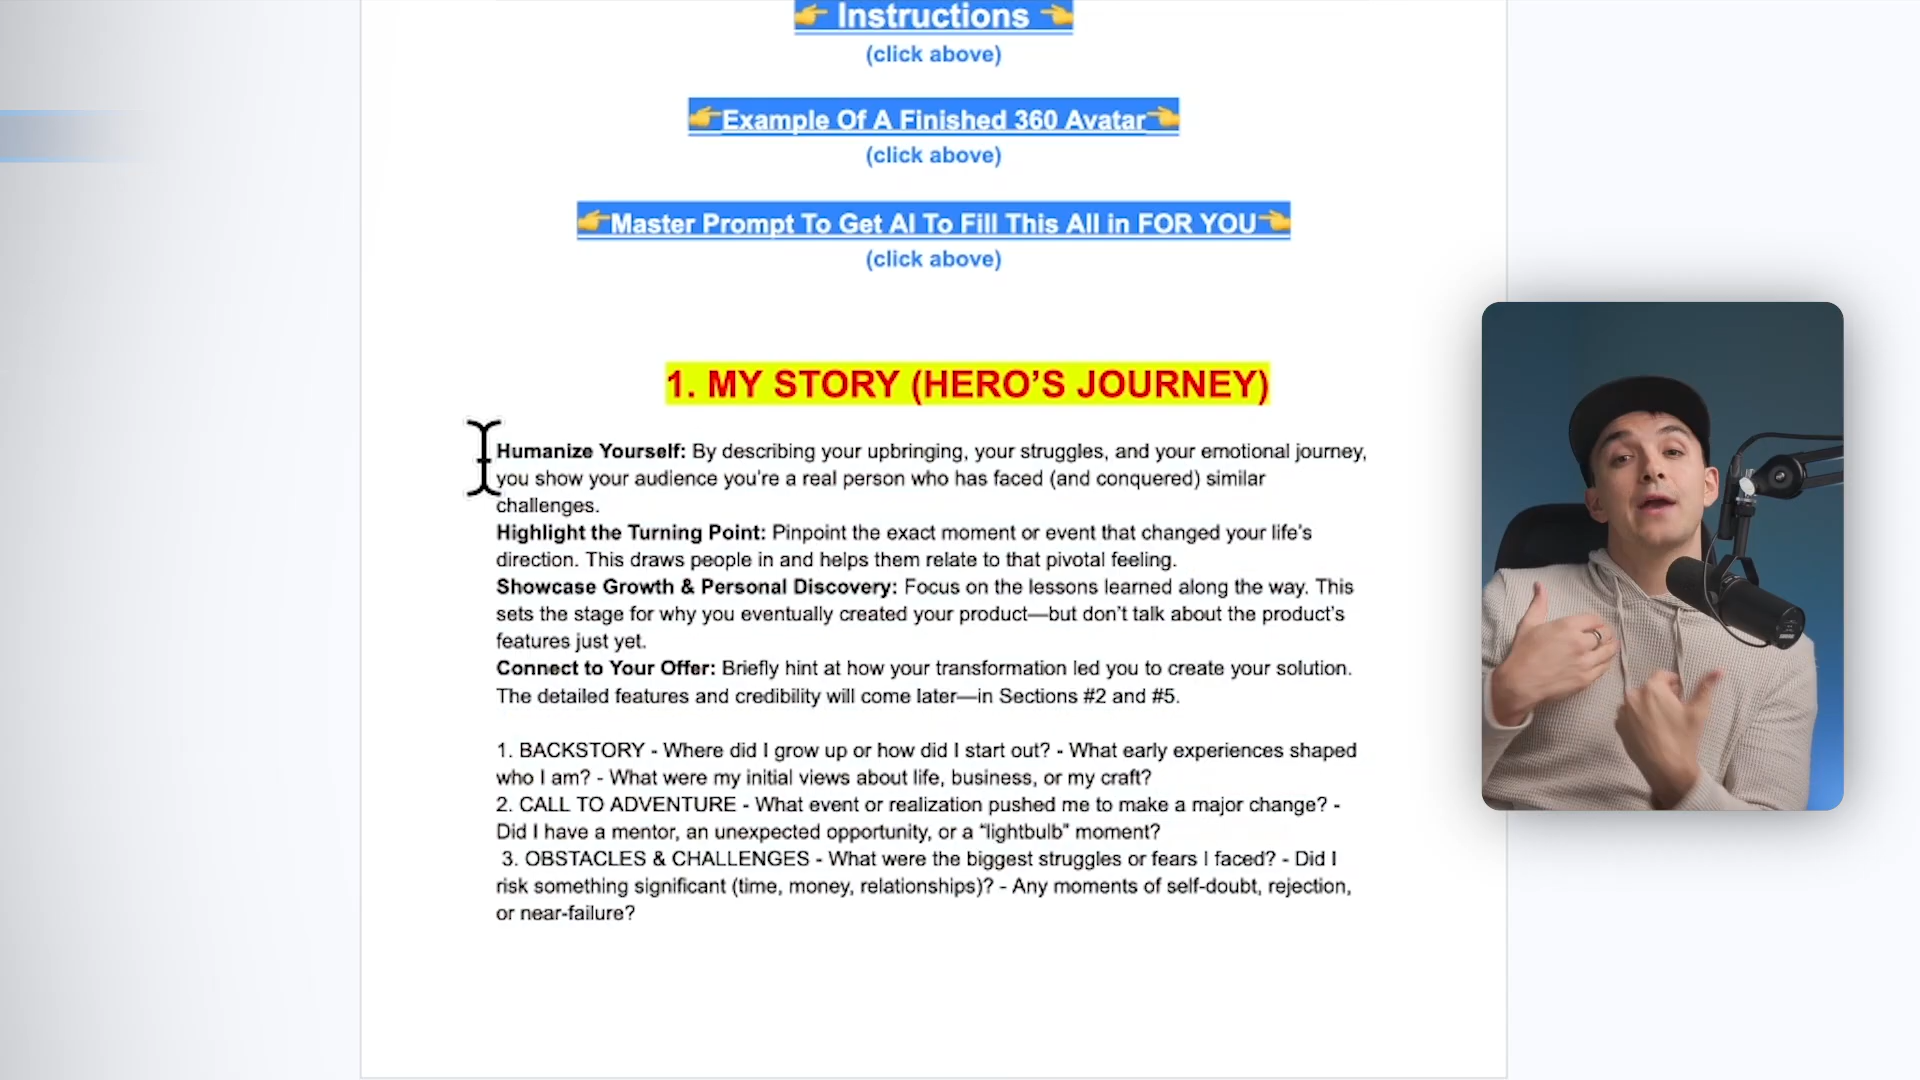 👉 Instructions 👈
(click above)
👉Example Of A Finished 360 Avatar👈
(click above)
👉Master Prompt To Get AI To Fill This All in FOR YOU👈
(click above)
1. MY STORY (HERO’S JOURNEY)
Humanize Yourself: By describing your upbringing, your struggles, and your emotional journey,
you show your audience you’re a real person who has faced (and conquered) similar
challenges.
Highlight the Turning Point: Pinpoint the exact moment or event that changed your life’s
direction. This draws people in and helps them relate to that pivotal feeling.
Showcase Growth & Personal Discovery: Focus on the lessons learned along the way. This
sets the stage for why you eventually created your product—but don’t talk about the product’s
features just yet.
Connect to Your Offer: Briefly hint at how your transformation led you to create your solution.
The detailed features and credibility will come later—in Sections #2 and #5.
1. BACKSTORY - Where did I grow up or how did I start out? - What early experiences shaped
who I am? - What were my initial views about life, business, or my craft?
2. CALL TO ADVENTURE - What event or realization pushed me to make a major change? -
Did I have a mentor, an unexpected opportunity, or a “lightbulb” moment?
3. OBSTACLES & CHALLENGES - What were the biggest struggles or fears I faced? - Did I
risk something significant (time, money, relationships)? - Any moments of self-doubt, rejection,
or near-failure?